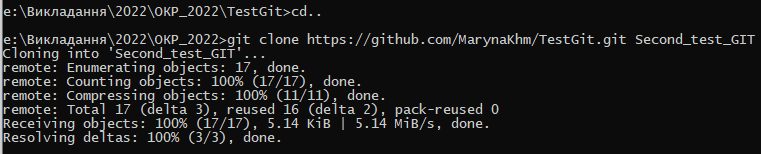 e:\Викладання\2022\ОКР_2022\TestGit>cd..
e:\Викладання\2022\ОКР_2022>git clone https://github.com/MarynaKhm/TestGit.git Second_test_GIT
Cloning into 'Second_test_GIT'...
remote: Enumerating objects: 17, done.
remote: Counting objects: 100% (17/17), done.
remote: Compressing objects: 100% (11/11), done.
remote: Total 17 (delta 3), reused 16 (delta 2), pack-reused 0
Receiving objects: 100% (17/17), 5.14 KiB | 5.14 MiB/s, done.
Resolving deltas: 100% (3/3), done.